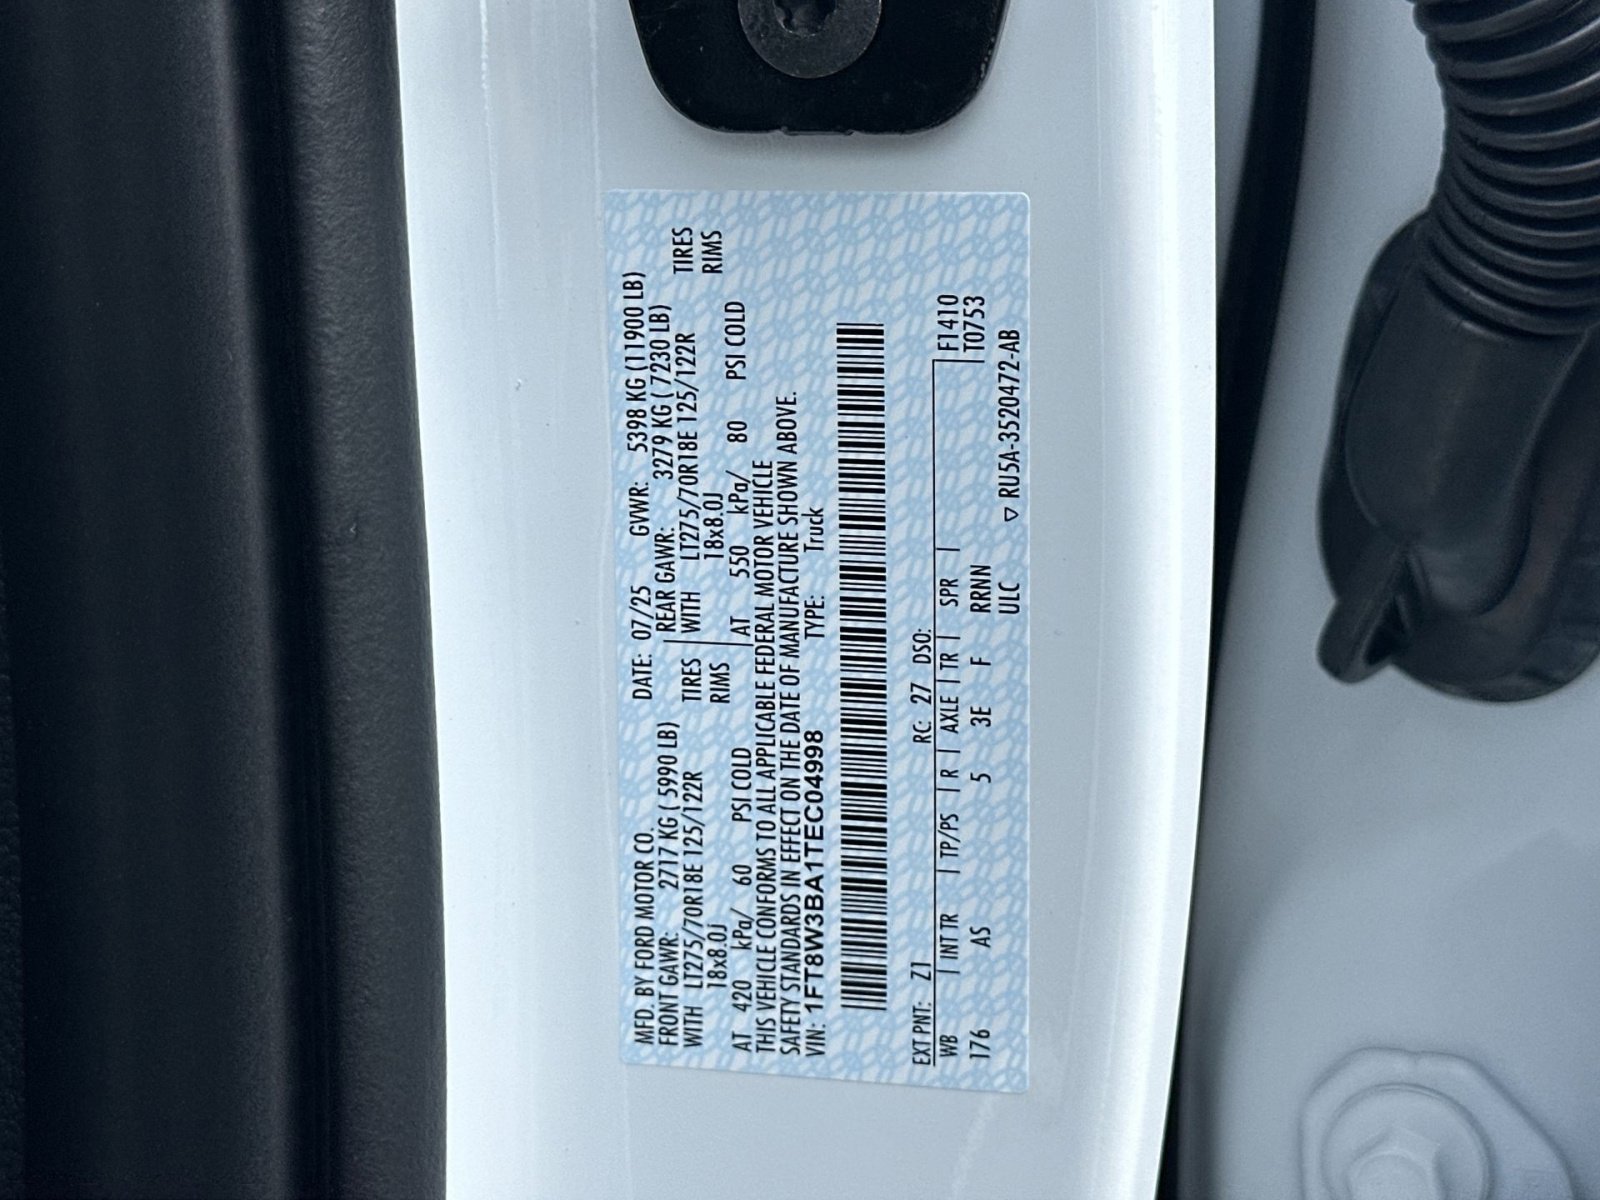 MFD. BY FORD MOTOR CO.
DATE: 07/25 GVWR: 5398 KG (11900 LB)
FRONT GAWR: 2717 KG ( 5990 LB) REAR GAWR: 3279 KG ( 7230 LB)
WITH LT275/70R18E 125/122R TIRES WITH LT275/70R18E 125/122R TIRES
18x8.0J RIMS 18x8.0J RIMS
AT 420 kPa/ 60 PSI COLD AT 550 kPa/ 80 PSI COLD
THIS VEHICLE CONFORMS TO ALL APPLICABLE FEDERAL MOTOR VEHICLE
SAFETY STANDARDS IN EFFECT ON THE DATE OF MANUFACTURE SHOWN ABOVE.
VIN: 1FT8W3BA1TEC04998 TYPE: Truck
EXT PNT: Z1 RC: 27 DSO:
WB | INT TR | TP/PS | R | AXLE | TR | SPR | F1410
176 AS 5 3E F RRNN T0753
ULC ▽ RU5A-3520472-AB